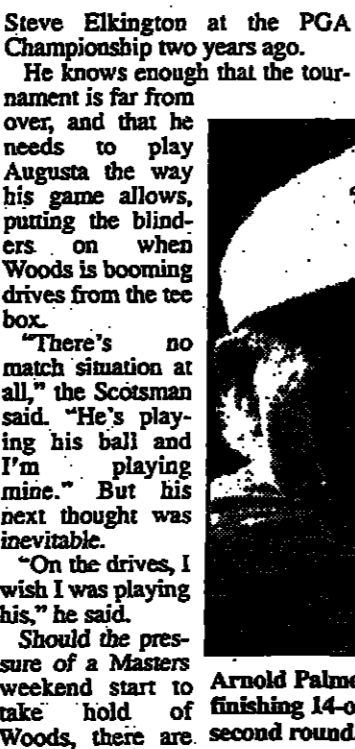 Steve Elkington at the PGA
Championship two years ago.
He knows enough that the tour-
nament is far from
over, and that he
needs to play
Augusta the way
his game allows,
putting the blind-
ers on when
Woods is booming
drives from the tee
box.
"There's no
match situation at
all," the Scotsman
said. "He's play-
ing his ball and
I'm playing
mine." But his
next thought was
inevitable.
"On the drives, I
wish I was playing
his," he said.
Should the pres-
sure of a Masters
weekend start to
take hold of
Woods, there are
Arnold Palme
finishing 14-o
second round